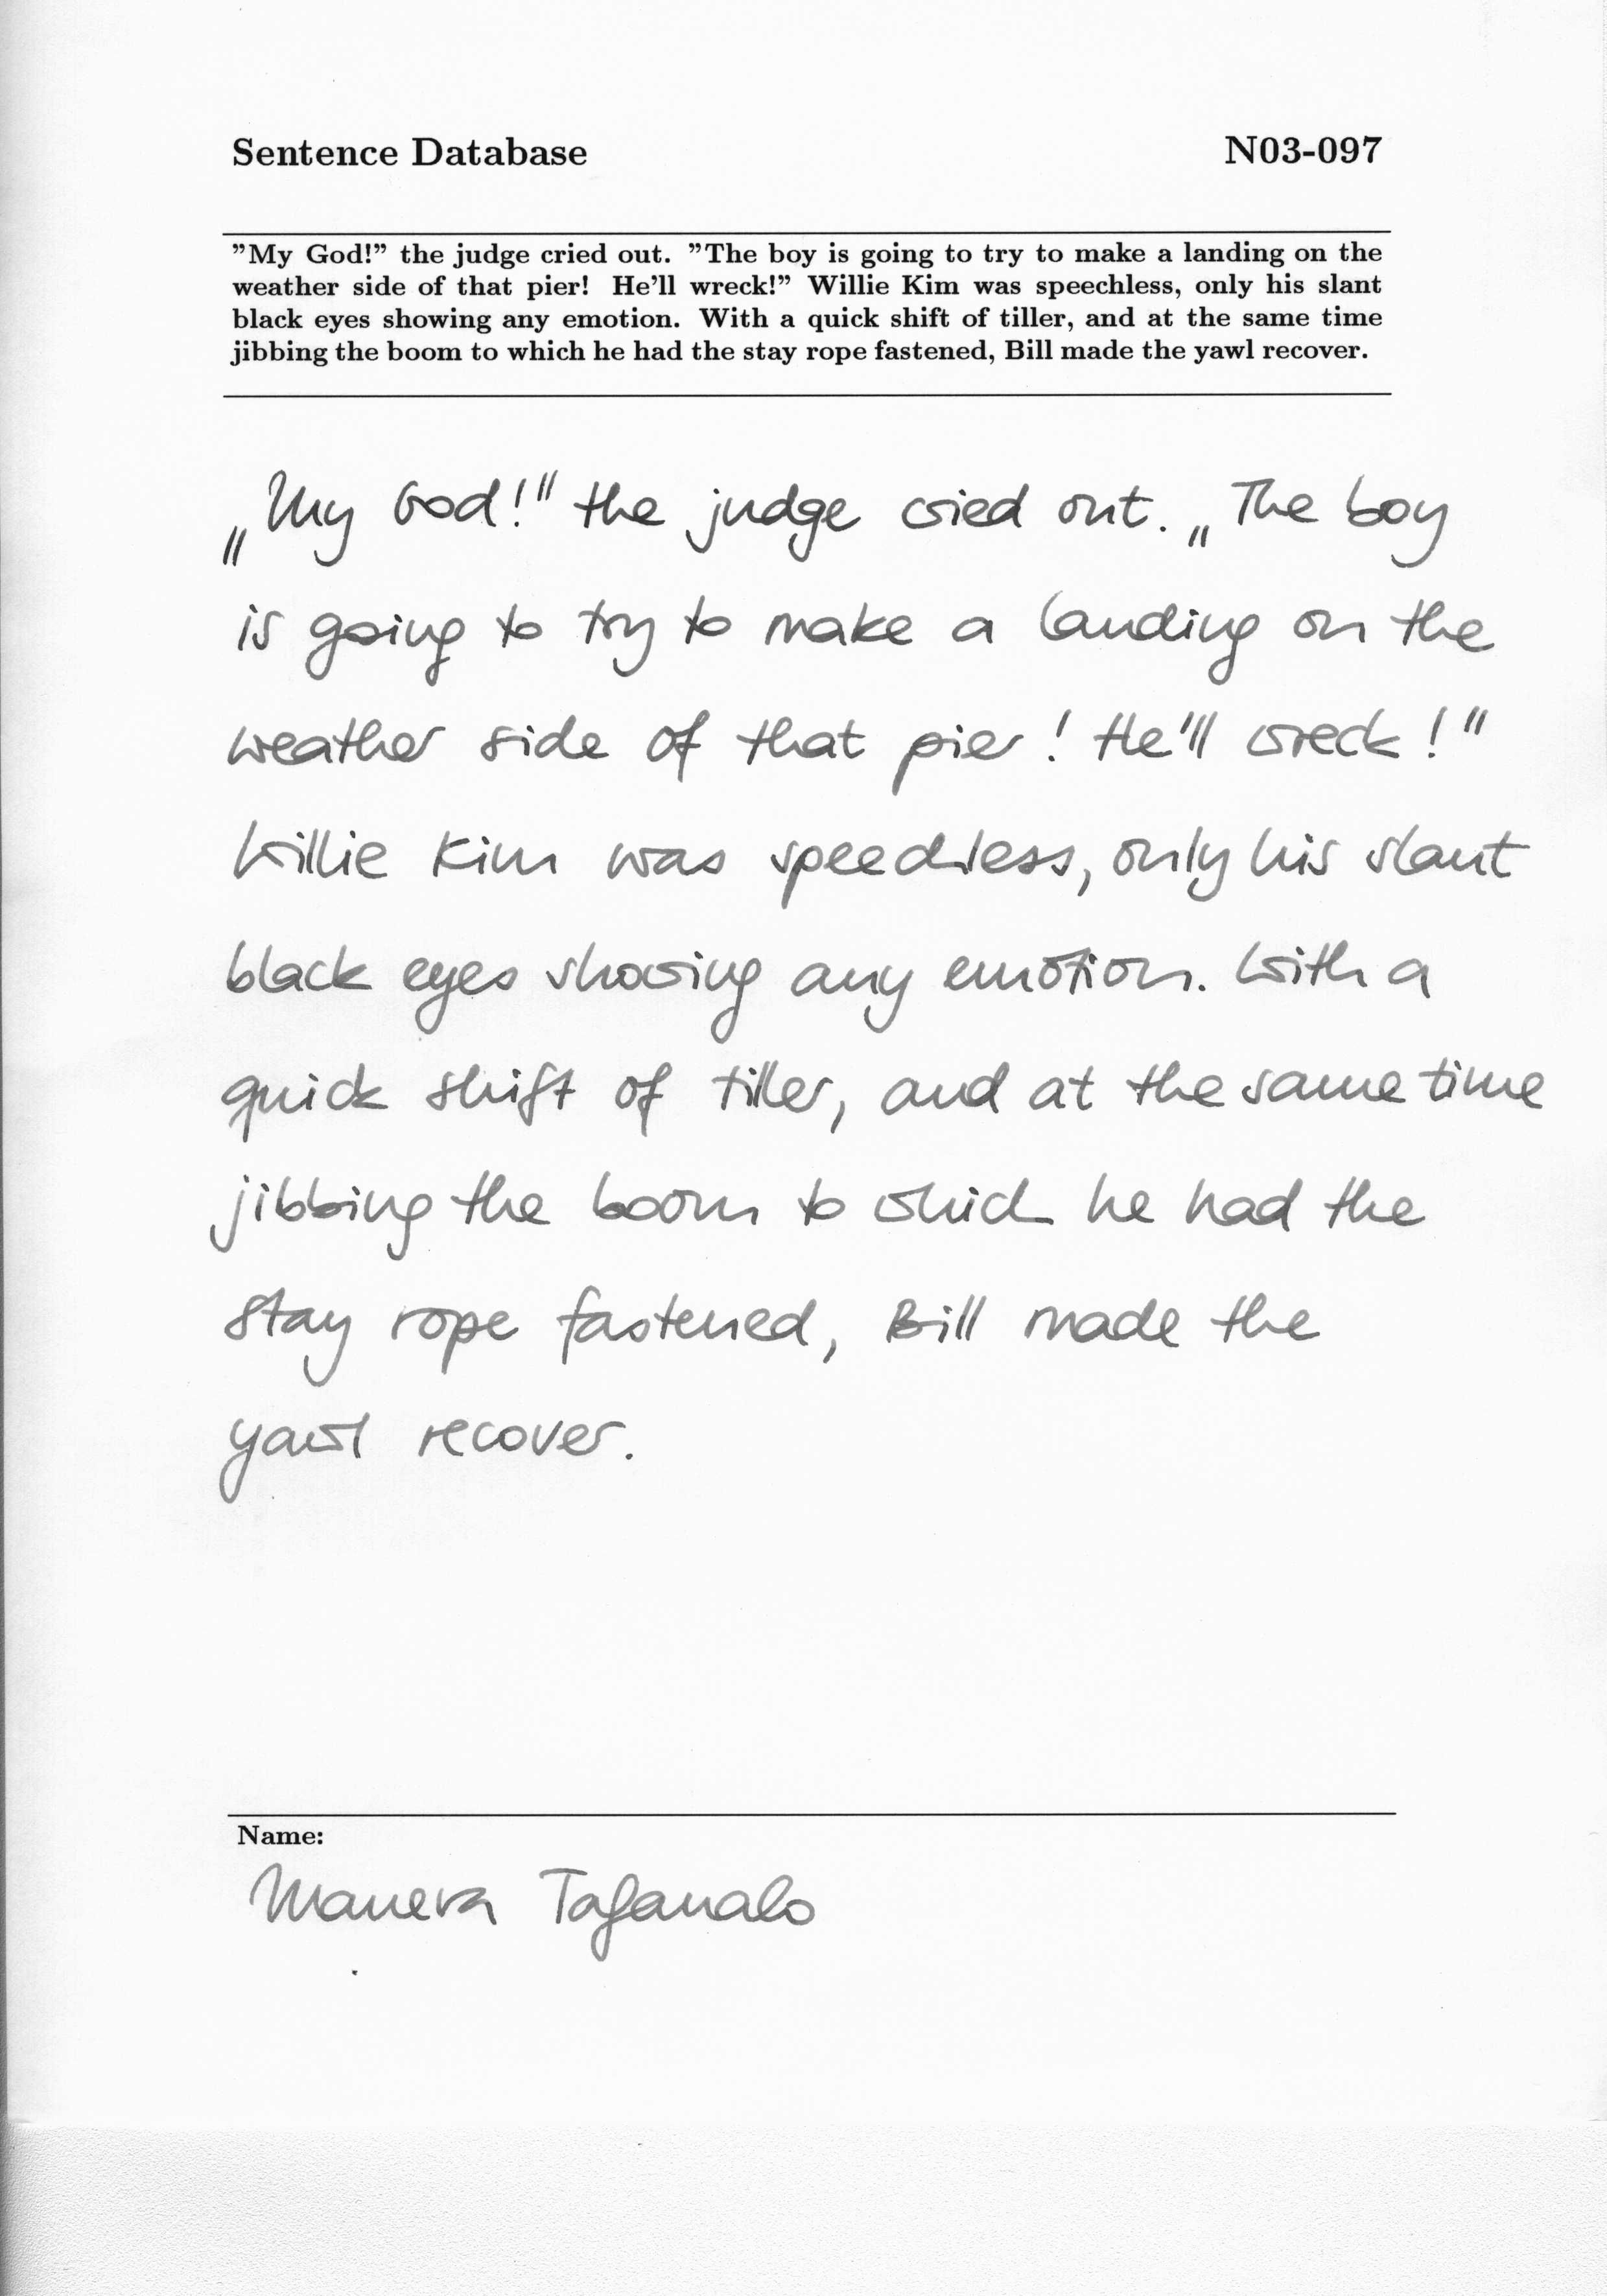 Sentence Database N03-097
”My God!” the judge cried out. ”The boy is going to try to make a landing on the
weather side of that pier! He’ll wreck!” Willie Kim was speechless, only his slant
black eyes showing any emotion. With a quick shift of tiller, and at the same time
jibbing the boom to which he had the stay rope fastened, Bill made the yawl recover.
„My God!" the judge cried out. „The boy
is going to try to make a landing on the
weather side of that pier! He'll wreck!"
Willie Kim was speechless, only his slant
black eyes showing any emotion. With a
quick shift of tiller, and at the same time
jibbing the boom to which he had the
stay rope fastened, Bill made the
yawl recover.
Name: